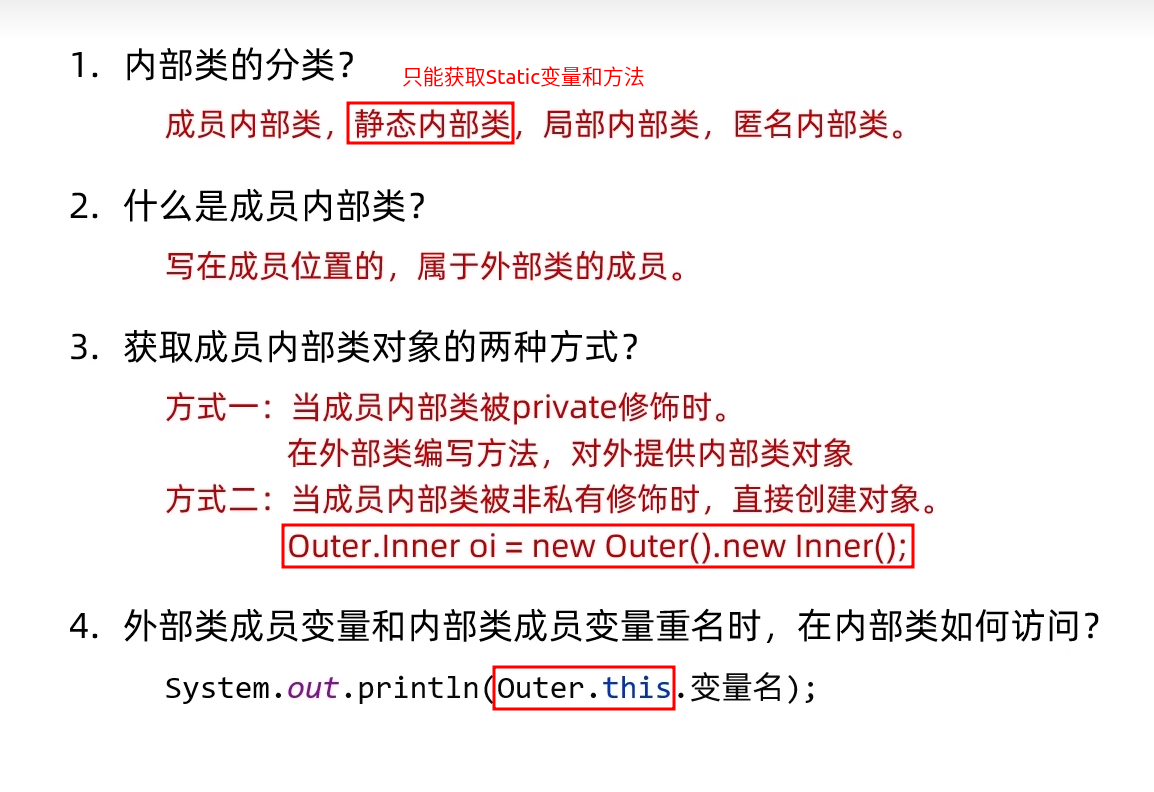 1. 内部类的分类？
只能获取Static变量和方法
成员内部类，静态内部类，局部内部类，匿名内部类。
2. 什么是成员内部类？
写在成员位置的，属于外部类的成员。
3. 获取成员内部类对象的两种方式？
方式一：当成员内部类被private修饰时。
在外部类编写方法，对外提供内部类对象
方式二：当成员内部类被非私有修饰时，直接创建对象。
Outer.Inner oi = new Outer().new Inner();
4. 外部类成员变量和内部类成员变量重名时，在内部类如何访问？
System.out.println(Outer.this.变量名);